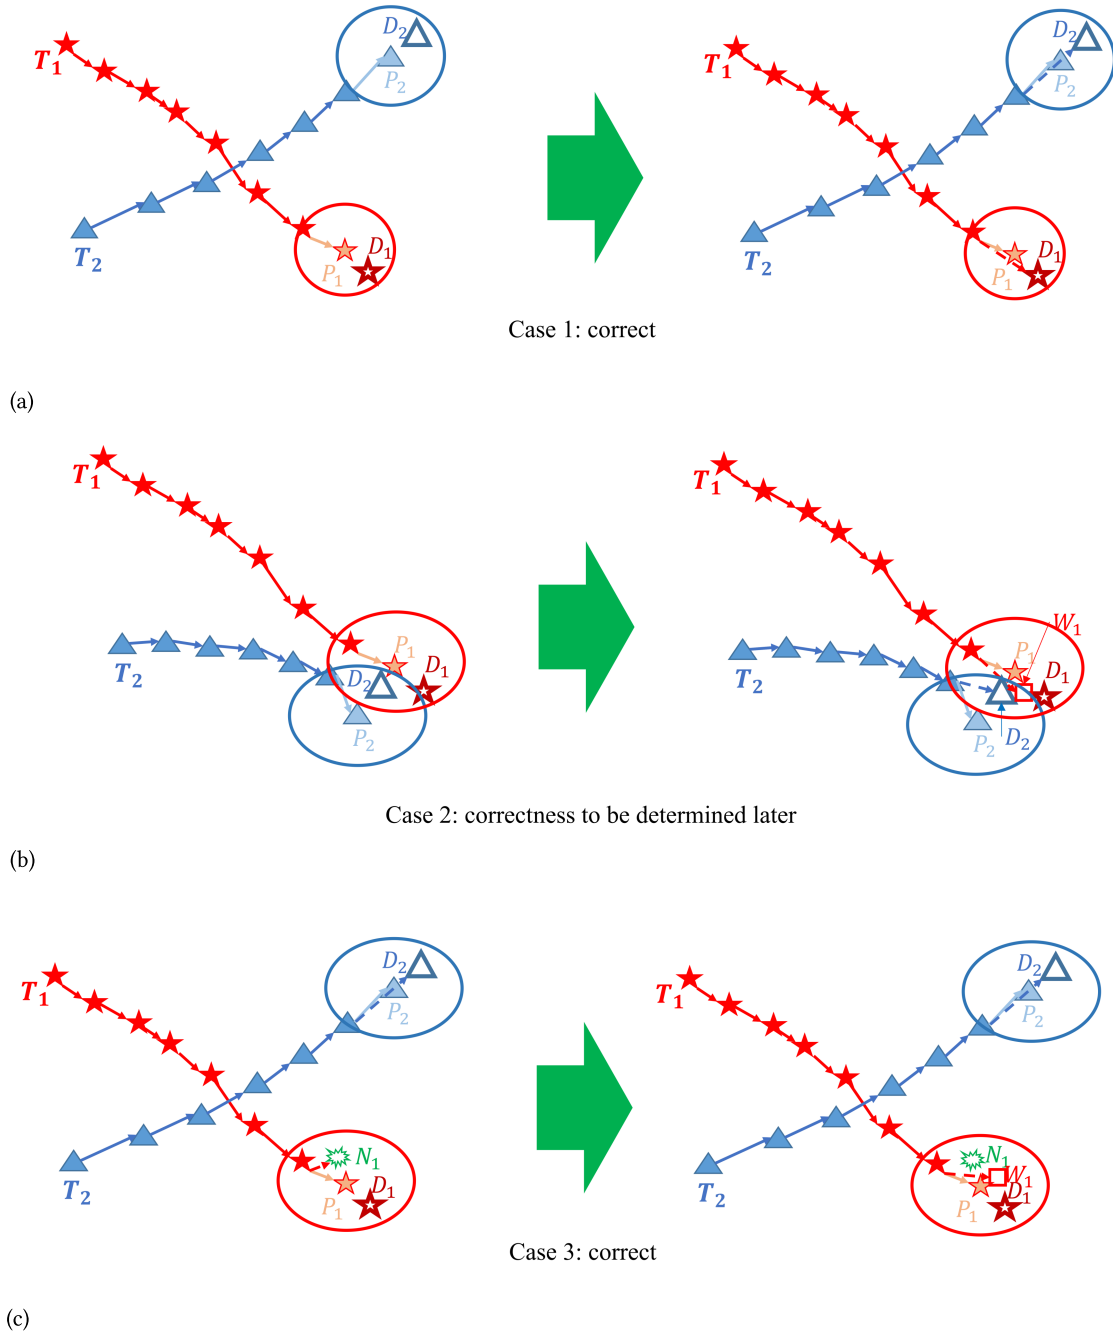 T₁ D₂ P₂ T₂ D₁ P₁
T₁ D₂ P₂ T₂ D₁ P₁
Case 1: correct
(a)
T₁ P₁ D₁ T₂ D₂ P₂
T₁ W₁ P₁ D₁ T₂ P₂ D₂
Case 2: correctness to be determined later
(b)
T₁ D₂ P₂ T₂ N₁ D₁ P₁
T₁ D₂ P₂ T₂ N₁ W₁ D₁ P₁
Case 3: correct
(c)